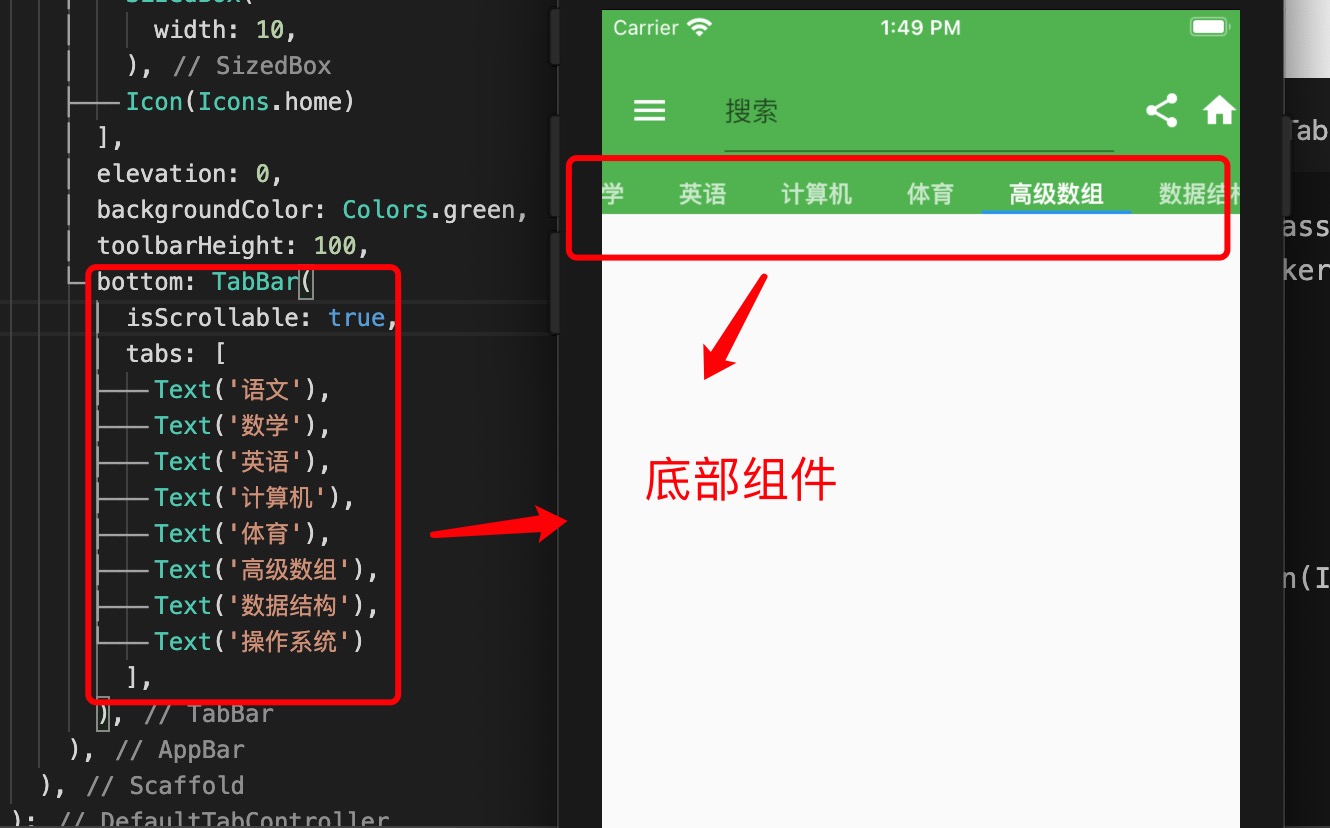 SizedBox(
width: 10,
), // SizedBox
Icon(Icons.home)
],
elevation: 0,
backgroundColor: Colors.green,
toolbarHeight: 100,
bottom: TabBar(
isScrollable: true,
tabs: [
Text('语文'),
Text('数学'),
Text('英语'),
Text('计算机'),
Text('体育'),
Text('高级数组'),
Text('数据结构'),
Text('操作系统')
],
), // TabBar
), // AppBar
), // Scaffold
); // DefaultTabController
Carrier 1:49 PM
搜索
学 英语 计算机 体育 高级数组 数据结构
底部组件
Tab
ass
ker
n(I